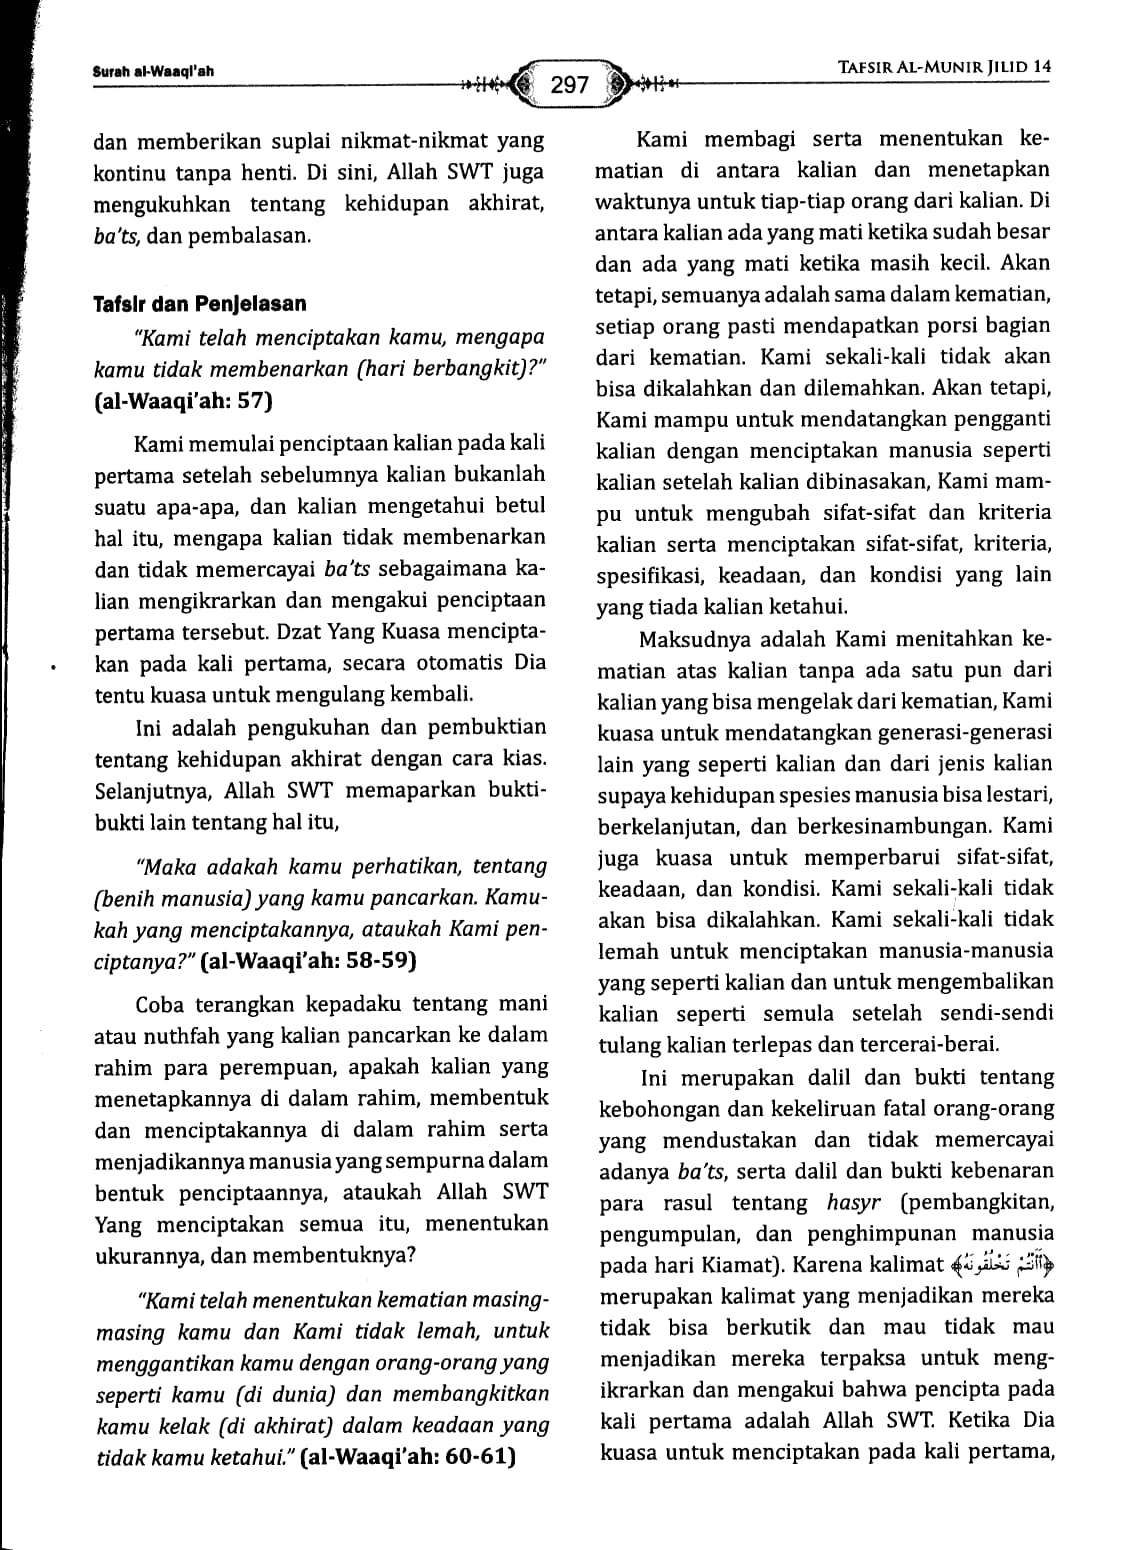 Surah al-Waaqi'ah
297
TAFSIR AL-MUNIR JILID 14
dan memberikan suplai nikmat-nikmat yang
kontinu tanpa henti. Di sini, Allah SWT juga
mengukuhkan tentang kehidupan akhirat,
ba'ts, dan pembalasan.
Tafsir dan Penjelasan
"Kami telah menciptakan kamu, mengapa
kamu tidak membenarkan (hari berbangkit)?"
(al-Waaqi'ah: 57)
Kami memulai penciptaan kalian pada kali
pertama setelah sebelumnya kalian bukanlah
suatu apa-apa, dan kalian mengetahui betul
hal itu, mengapa kalian tidak membenarkan
dan tidak memercayai ba'ts sebagaimana ka-
lian mengikrarkan dan mengakui penciptaan
pertama tersebut. Dzat Yang Kuasa mencipta-
kan pada kali pertama, secara otomatis Dia
tentu kuasa untuk mengulang kembali.
Ini adalah pengukuhan dan pembuktian
tentang kehidupan akhirat dengan cara kias.
Selanjutnya, Allah SWT memaparkan bukti-
bukti lain tentang hal itu,
"Maka adakah kamu perhatikan, tentang
(benih manusia) yang kamu pancarkan. Kamu-
kah yang menciptakannya, ataukah Kami pen-
ciptanya?" (al-Waaqi'ah: 58-59)
Coba terangkan kepadaku tentang mani
atau nuthfah yang kalian pancarkan ke dalam
rahim para perempuan, apakah kalian yang
menetapkannya di dalam rahim, membentuk
dan menciptakannya di dalam rahim serta
menjadikannya manusia yang sempurna dalam
bentuk penciptaannya, ataukah Allah SWT
Yang menciptakan semua itu, menentukan
ukurannya, dan membentuknya?
"Kami telah menentukan kematian masing-
masing kamu dan Kami tidak lemah, untuk
menggantikan kamu dengan orang-orang yang
seperti kamu (di dunia) dan membangkitkan
kamu kelak (di akhirat) dalam keadaan yang
tidak kamu ketahui." (al-Waaqi'ah: 60-61)
Kami membagi serta menentukan ke-
matian di antara kalian dan menetapkan
waktunya untuk tiap-tiap orang dari kalian. Di
antara kalian ada yang mati ketika sudah besar
dan ada yang mati ketika masih kecil. Akan
tetapi, semuanya adalah sama dalam kematian,
setiap orang pasti mendapatkan porsi bagian
dari kematian. Kami sekali-kali tidak akan
bisa dikalahkan dan dilemahkan. Akan tetapi,
Kami mampu untuk mendatangkan pengganti
kalian dengan menciptakan manusia seperti
kalian setelah kalian dibinasakan, Kami mam-
pu untuk mengubah sifat-sifat dan kriteria
kalian serta menciptakan sifat-sifat, kriteria,
spesifikasi, keadaan, dan kondisi yang lain
yang tiada kalian ketahui.
Maksudnya adalah Kami menitahkan ke-
matian atas kalian tanpa ada satu pun dari
kalian yang bisa mengelak dari kematian, Kami
kuasa untuk mendatangkan generasi-generasi
lain yang seperti kalian dan dari jenis kalian
supaya kehidupan spesies manusia bisa lestari,
berkelanjutan, dan berkesinambungan. Kami
juga kuasa untuk memperbarui sifat-sifat,
keadaan, dan kondisi. Kami sekali-kali tidak
akan bisa dikalahkan. Kami sekali-kali tidak
lemah untuk menciptakan manusia-manusia
yang seperti kalian dan untuk mengembalikan
kalian seperti semula setelah sendi-sendi
tulang kalian terlepas dan tercerai-berai.
Ini merupakan dalil dan bukti tentang
kebohongan dan kekeliruan fatal orang-orang
yang mendustakan dan tidak memercayai
adanya ba'ts, serta dalil dan bukti kebenaran
para rasul tentang hasyr (pembangkitan,
pengumpulan, dan penghimpunan manusia
pada hari Kiamat). Karena kalimat ﴿أَأَنْتُمْ تَخْلُقُونَهُ﴾
merupakan kalimat yang menjadikan mereka
tidak bisa berkutik dan mau tidak mau
menjadikan mereka terpaksa untuk meng-
ikrarkan dan mengakui bahwa pencipta pada
kali pertama adalah Allah SWT. Ketika Dia
kuasa untuk menciptakan pada kali pertama,